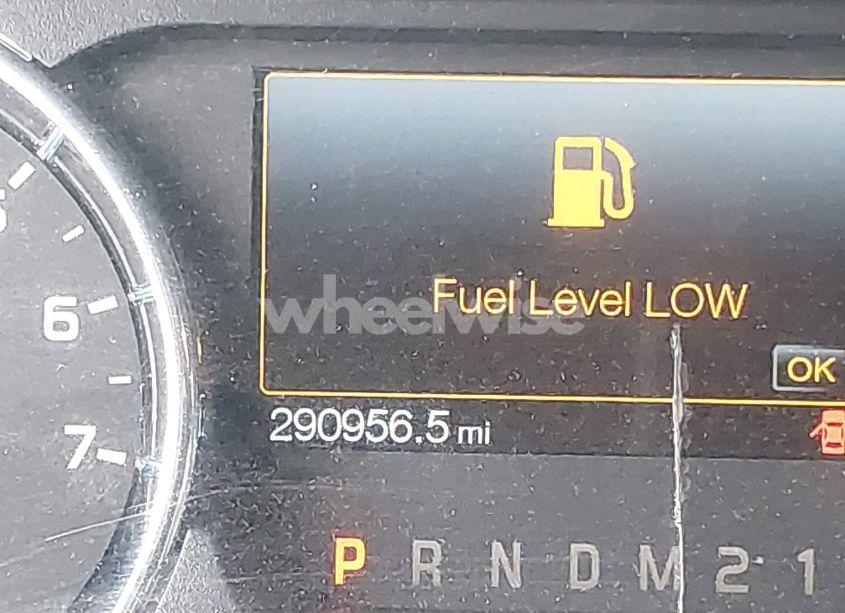 Fuel Level LOW
wheelwise
OK
6
290956.5 mi
7
P R N D M 2 1